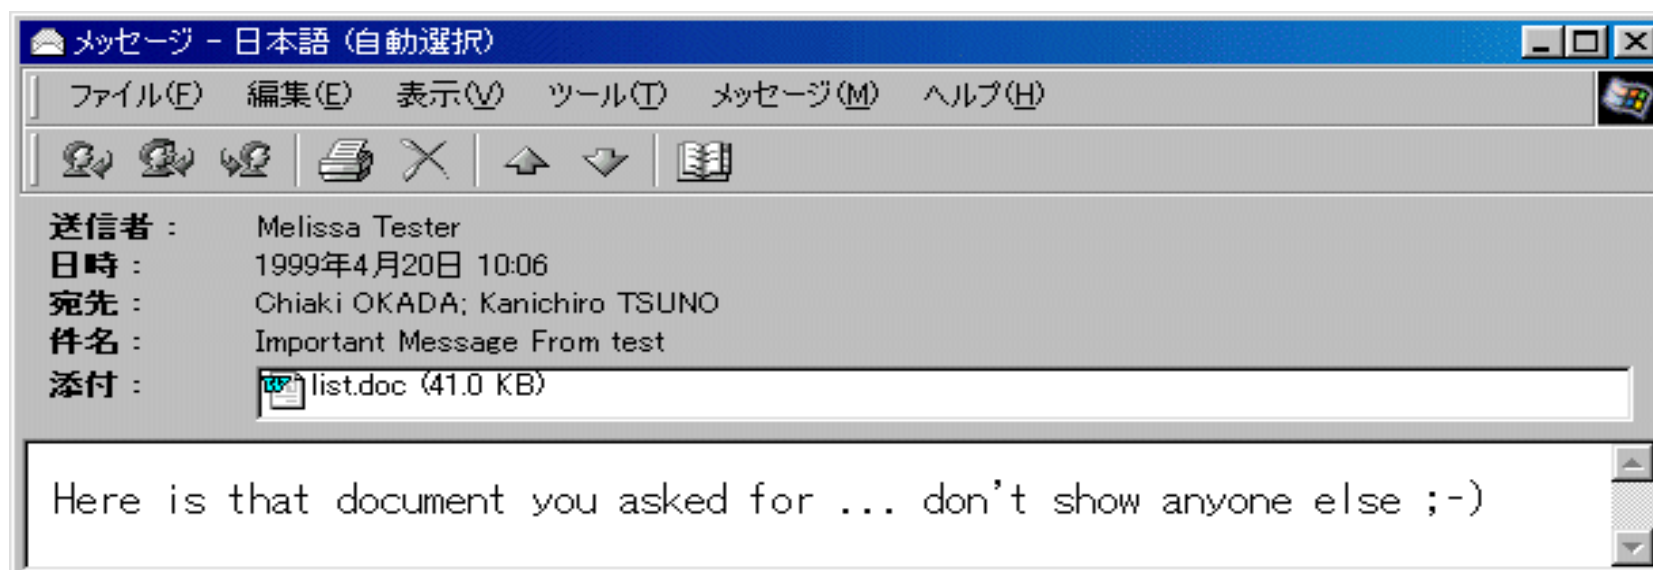 メッセージ - 日本語 (自動選択)
ファイル(F) 編集(E) 表示(V) ツール(T) メッセージ(M) ヘルプ(H)
送信者: Melissa Tester
日時: 1999年4月20日 10:06
宛先: Chiaki OKADA; Kanichiro TSUNO
件名: Important Message From test
添付: list.doc (41.0 KB)
Here is that document you asked for ... don't show anyone else ;-)